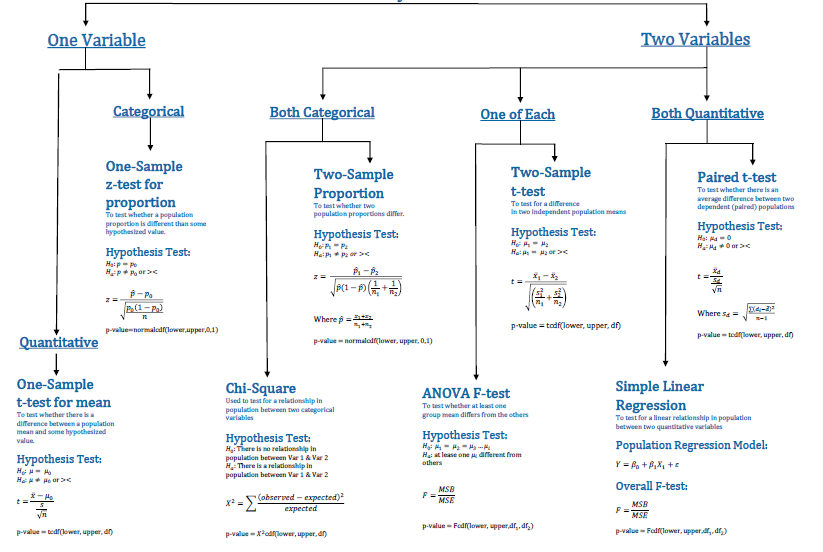 One Variable
Two Variables
Categorical
Both Categorical
One of Each
Both Quantitative
One-Sample
z-test for
proportion
To test whether a population
proportion is different than some
hypothesized value.
Hypothesis Test:
H₀: p = p₀
Hₐ: p ≠ p₀ or ><
z = (p̂ − p₀) / √(p₀(1 − p₀) / n)
p-value=normalcdf(lower,upper,0,1)
Two-Sample
Proportion
To test whether two
population proportions differ.
Hypothesis Test:
H₀: p₁ = p₂
Hₐ: p₁ ≠ p₂ or ><
z = (p̂₁ − p̂₂) / √(p̂(1 − p̂)(1/n₁ + 1/n₂))
Where p̂ = (x₁+x₂) / (n₁+n₂)
p-value = normalcdf(lower, upper, 0,1)
Two-Sample
t-test
To test for a difference
in two independent population means
Hypothesis Test:
H₀: μ₁ = μ₂
Hₐ: μ₁ = μ₂ or ><
t = (x̄₁ − x̄₂) / √(s₁²/n₁ + s₂²/n₂)
p-value = tcdf(lower, upper, df)
Paired t-test
To test whether there is an
average difference between two
dependent (paired) populations
Hypothesis Test:
H₀: μd = 0
Hₐ: μd ≠ 0 or ><
t = x̄d / (sd / √n)
Where sd = √(∑(dᵢ−d̄)² / (n−1))
p-value = tcdf(lower, upper, df)
Quantitative
One-Sample
t-test for mean
To test whether there is a
difference between a population
mean and some hypothesized
value.
Hypothesis Test:
H₀: μ = μ₀
Hₐ: μ ≠ μ₀ or ><
t = (x̄ − μ₀) / (s / √n)
p-value = tcdf(lower, upper, df)
Chi-Square
Used to test for a relationship in
population between two categorical
variables
Hypothesis Test:
H₀: There is no relationship in
population between Var 1 & Var 2
Hₐ: There is a relationship in
population between Var 1 & Var 2
X² = ∑ (observed − expected)² / expected
p-value = X²cdf(lower, upper, df)
ANOVA F-test
To test whether at least one
group mean differs from the others
Hypothesis Test:
H₀: μ₁ = μ₂ = μ₃ ... μᵢ
Hₐ: at least one μᵢ different from
others
F = MSB / MSE
p-value = Fcdf(lower, upper,df₁, df₂)
Simple Linear
Regression
To test for a linear relationship in population
between two quantitative variables
Population Regression Model:
Y = β₀ + β₁X₁ + ε
Overall F-test:
F = MSB / MSE
p-value = Fcdf(lower, upper,df₁, df₂)